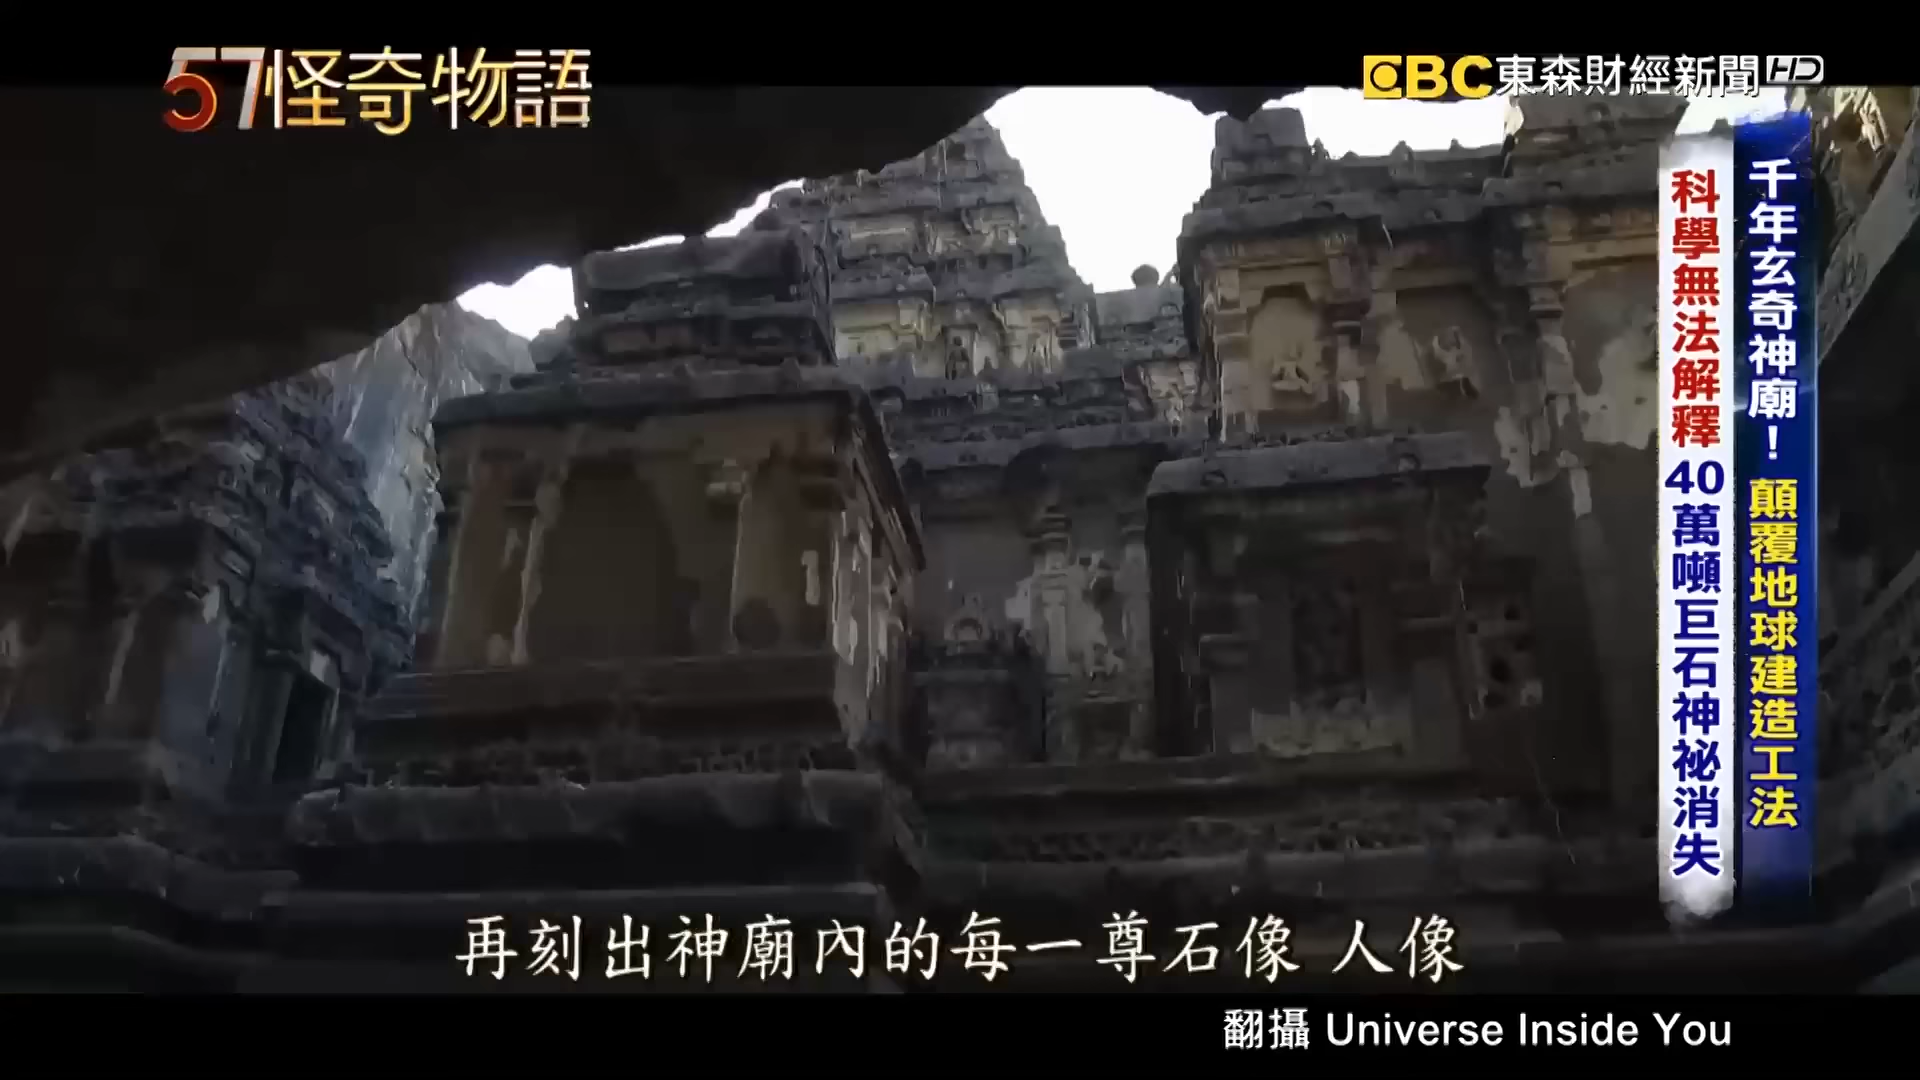 57怪奇物語
EBC東森財經新聞HD
千年玄奇神廟！顛覆地球建造工法
科學無法解釋 40萬噸巨石神祕消失
再刻出神廟內的每一尊石像 人像
翻攝 Universe Inside You